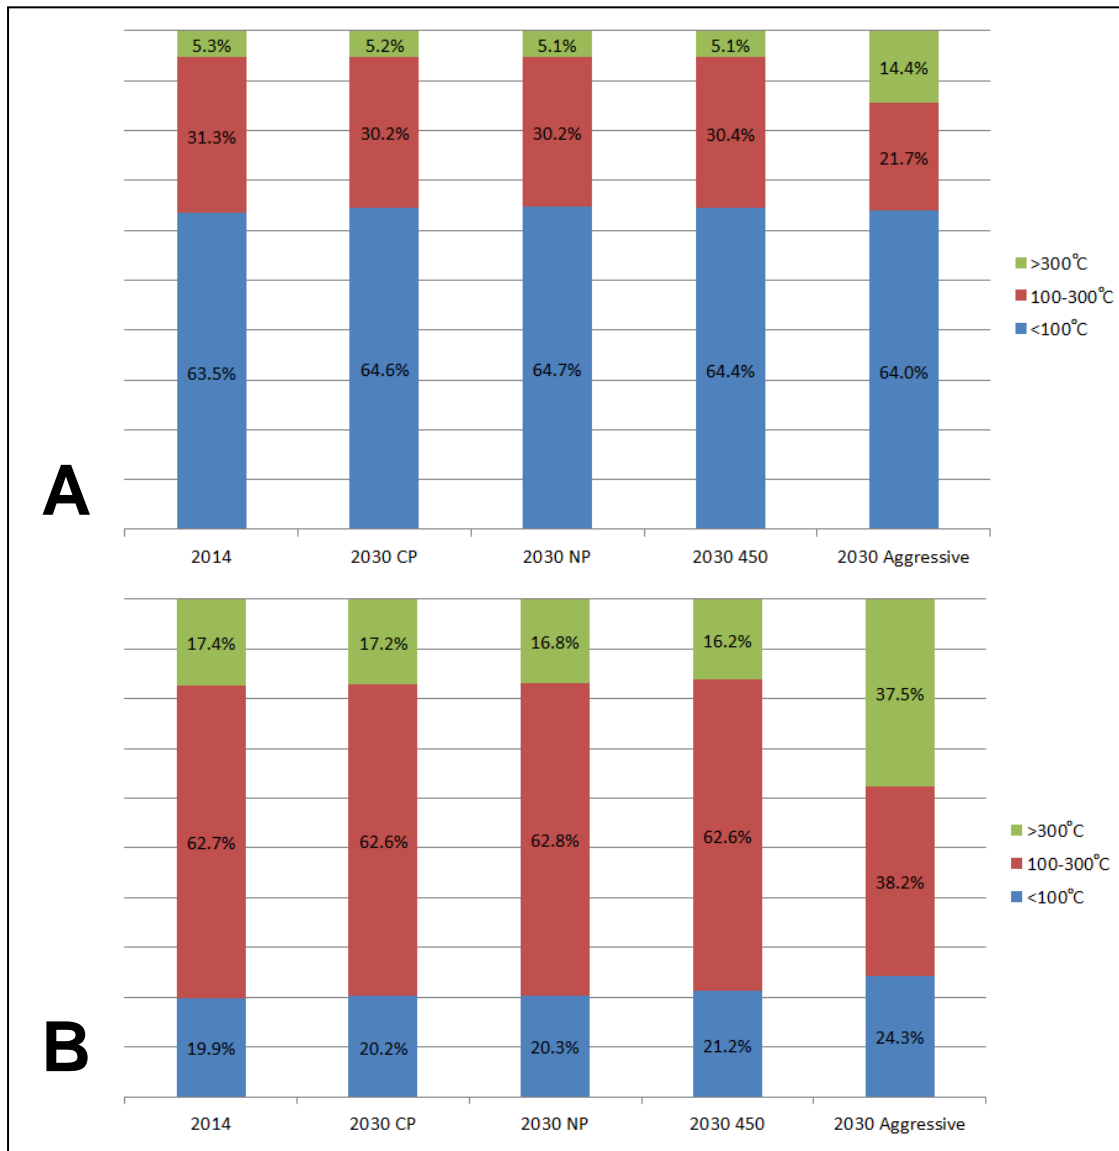 5.3% 5.2% 5.1% 5.1% 14.4%
31.3% 30.2% 30.2% 30.4% 21.7%
63.5% 64.6% 64.7% 64.4% 64.0%
>300°C
100-300°C
<100°C
A
2014 2030 CP 2030 NP 2030 450 2030 Aggressive
17.4% 17.2% 16.8% 16.2% 37.5%
62.7% 62.6% 62.8% 62.6% 38.2%
19.9% 20.2% 20.3% 21.2% 24.3%
>300°C
100-300°C
<100°C
B
2014 2030 CP 2030 NP 2030 450 2030 Aggressive